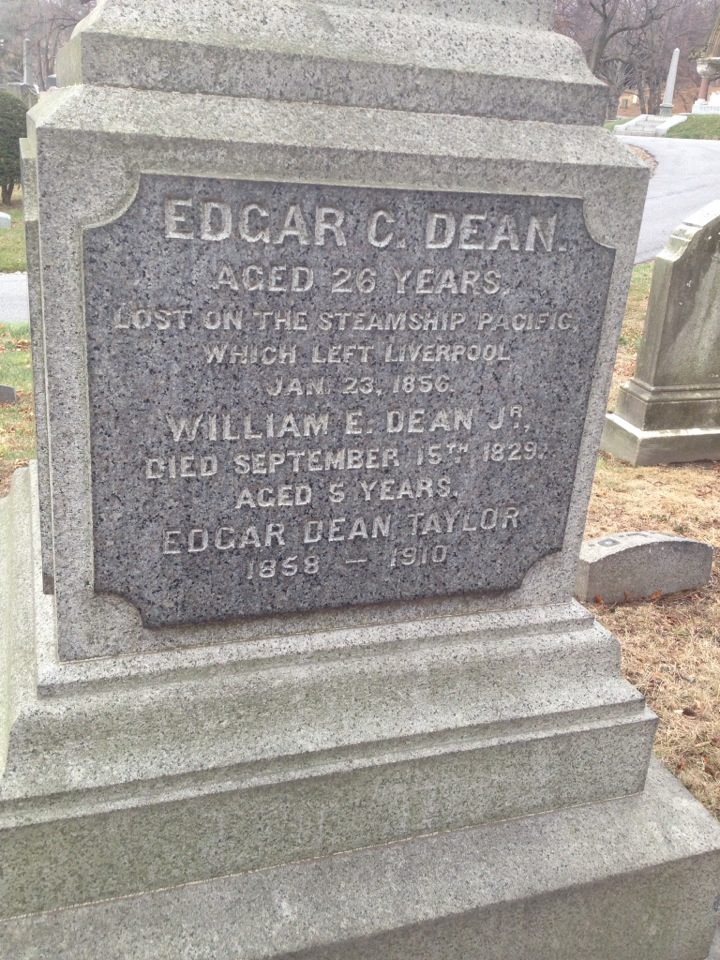 EDGAR C. DEAN.
AGED 26 YEARS.
LOST ON THE STEAMSHIP PACIFIC,
WHICH LEFT LIVERPOOL
JAN. 23, 1856.
WILLIAM E. DEAN JR,
DIED SEPTEMBER 15TH 1829,
AGED 5 YEARS.
EDGAR DEAN TAYLOR
1858 — 1910